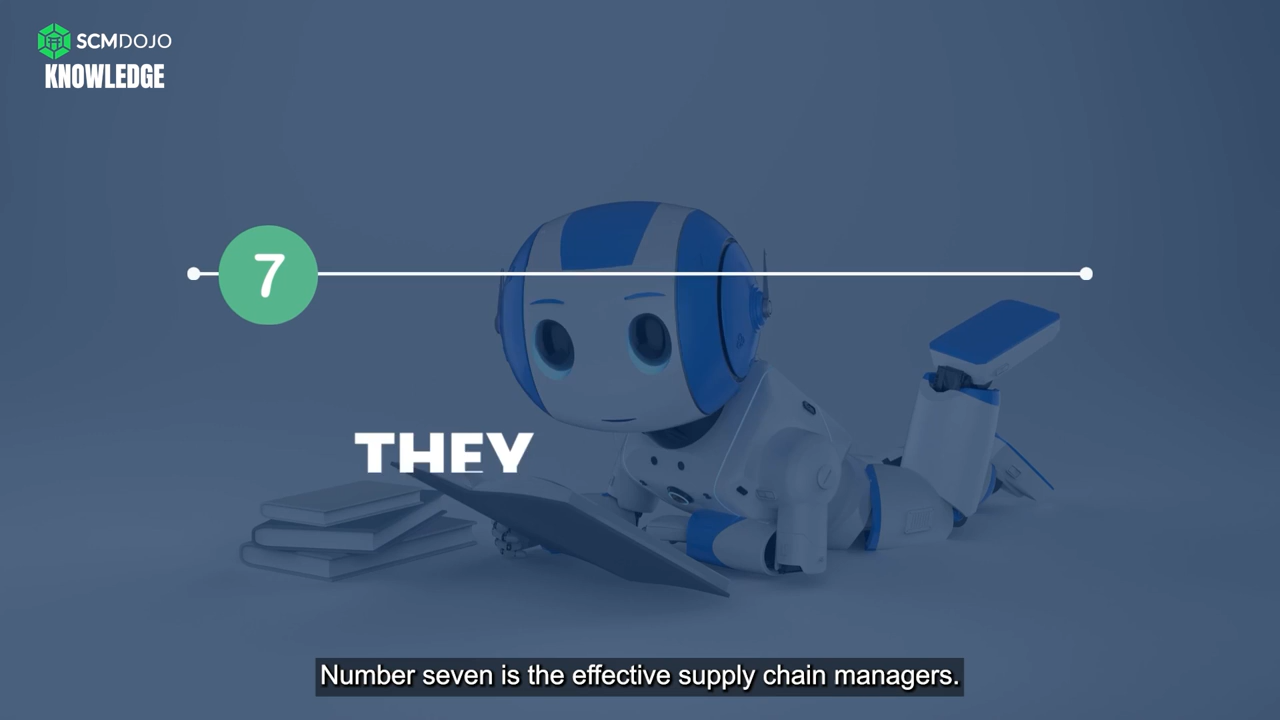 SCMDOJO
KNOWLEDGE
7
THEY
Number seven is the effective supply chain managers.